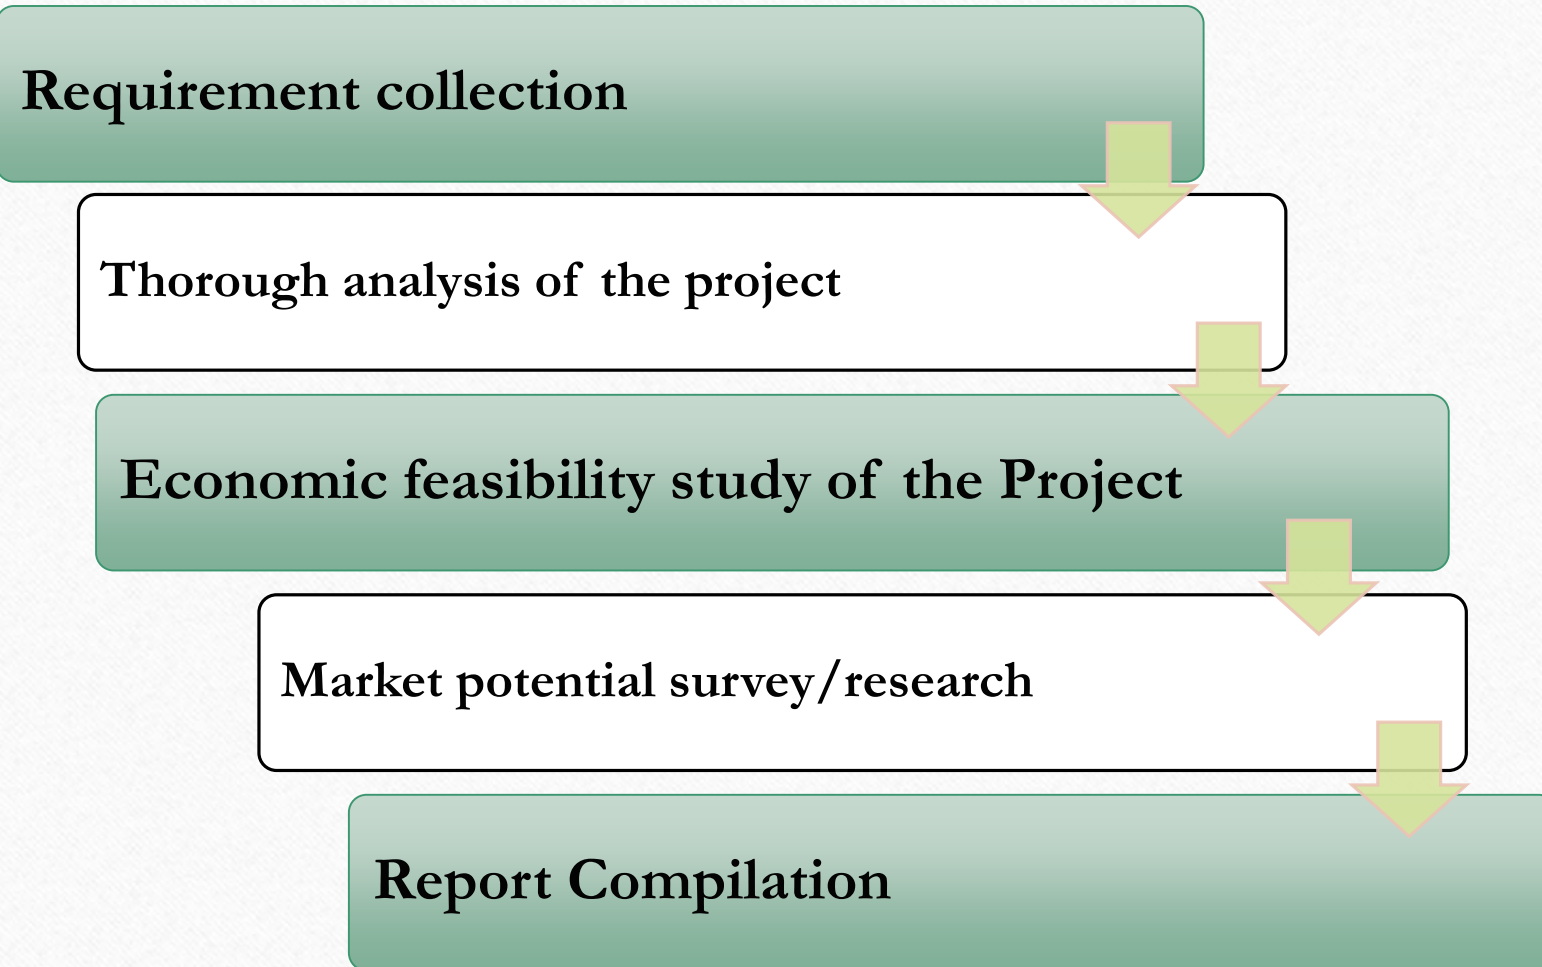 Requirement collection
Thorough analysis of the project
Economic feasibility study of the Project
Market potential survey/research
Report Compilation